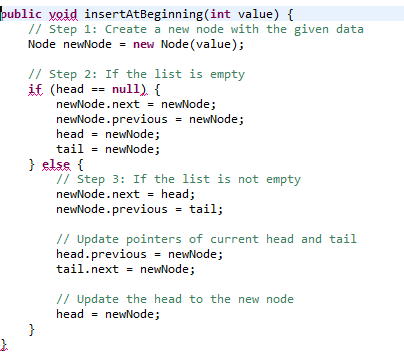 public void insertAtBeginning(int value) {
    // Step 1: Create a new node with the given data
    Node newNode = new Node(value);

    // Step 2: If the list is empty
    if (head == null) {
        newNode.next = newNode;
        newNode.previous = newNode;
        head = newNode;
        tail = newNode;
    } else {
        // Step 3: If the list is not empty
        newNode.next = head;
        newNode.previous = tail;

        // Update pointers of current head and tail
        head.previous = newNode;
        tail.next = newNode;

        // Update the head to the new node
        head = newNode;
    }
}